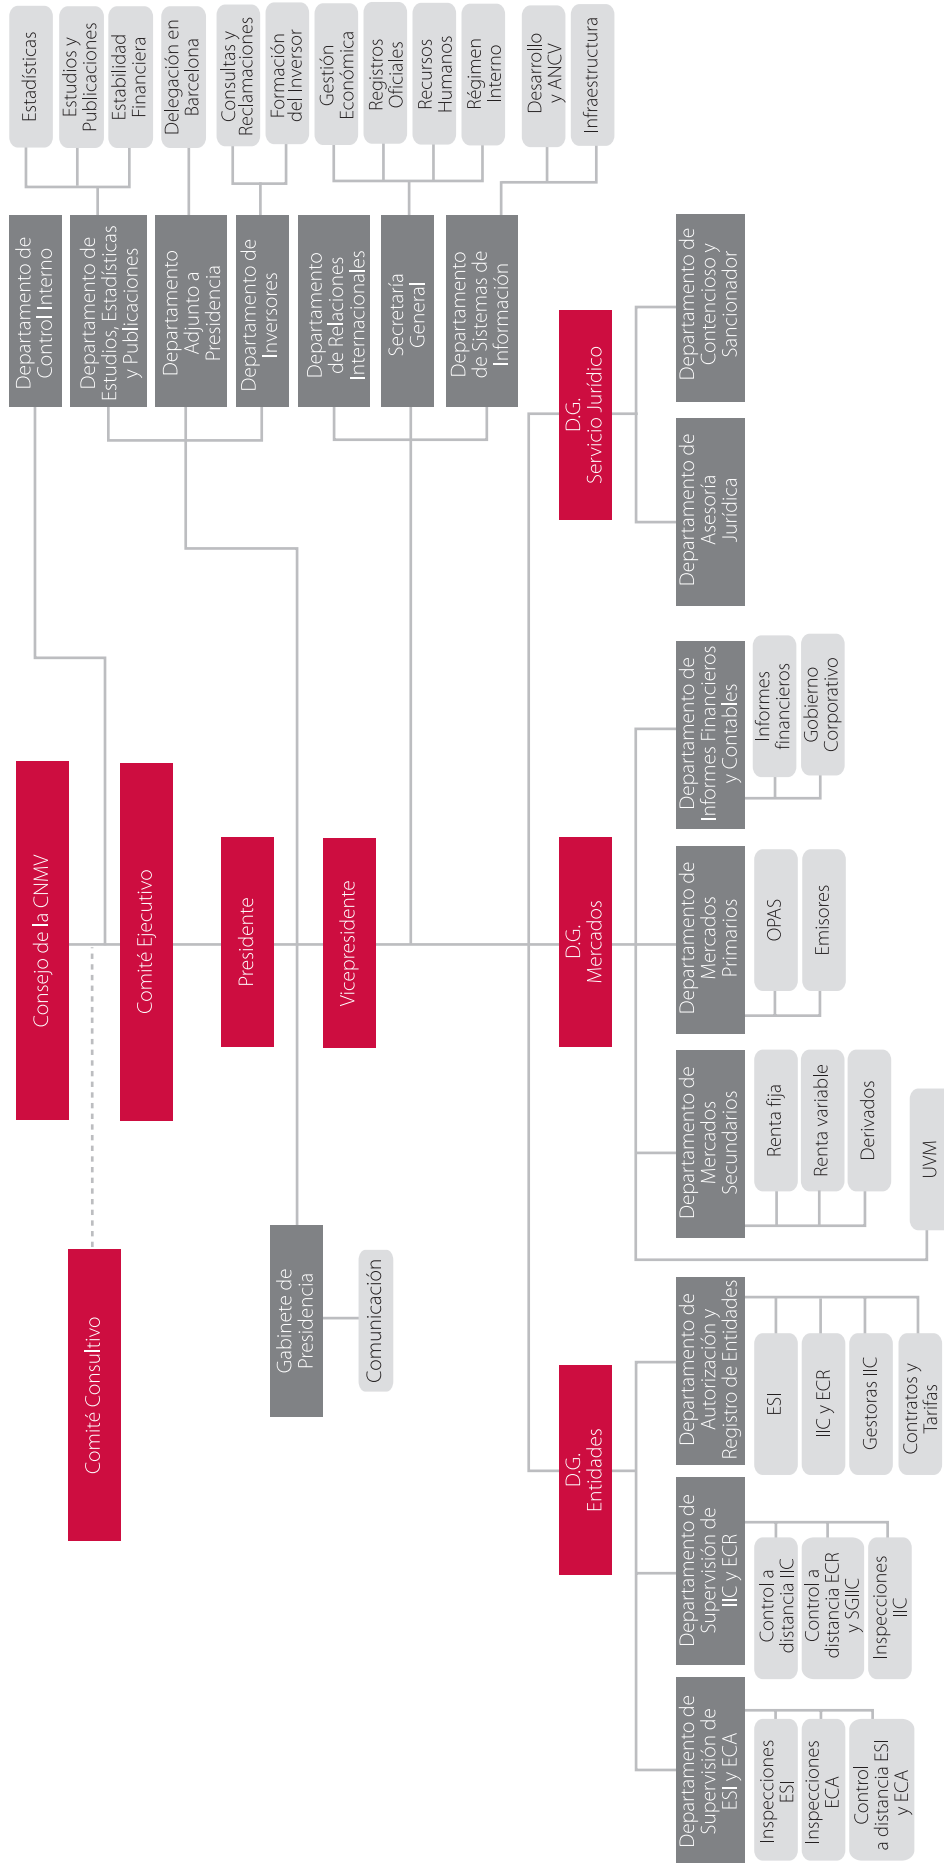 Consejo de la CNMV
Comité Consultivo
Comité Ejecutivo
Presidente
Vicepresidente
Gabinete de
Presidencia
Comunicación
Departamento de
Control Interno
Departamento de
Estudios, Estadísticas
y Publicaciones
Estadísticas
Estudios y
Publicaciones
Estabilidad
Financiera
Departamento
Adjunto a
Presidencia
Delegación en
Barcelona
Departamento de
Inversores
Consultas y
Reclamaciones
Formación
del Inversor
Departamento
de Relaciones
Internacionales
Secretaría
General
Gestión
Económica
Registros
Oficiales
Recursos
Humanos
Régimen
Interno
Departamento
de Sistemas de
Información
Desarrollo
y ANCV
Infraestructura
D.G.
Entidades
Departamento de
Supervisión de
ESI y ECA
Inspecciones
ESI
Inspecciones
ECA
Control
a distancia ESI
y ECA
Departamento de
Supervisión de
IIC y ECR
Control a
distancia IIC
Control a
distancia ECR
y SGIIC
Inspecciones
IIC
Departamento de
Autorización y
Registro de Entidades
ESI
IIC y ECR
Gestoras IIC
Contratos y
Tarifas
D.G.
Mercados
UVM
Departamento de
Mercados
Secundarios
Renta fija
Renta variable
Derivados
Departamento de
Mercados
Primarios
OPAS
Emisores
Departamento de
Informes Financieros
y Contables
Informes
financieros
Gobierno
Corporativo
D.G.
Servicio Jurídico
Departamento de
Asesoría
Jurídica
Departamento de
Contencioso y
Sancionador